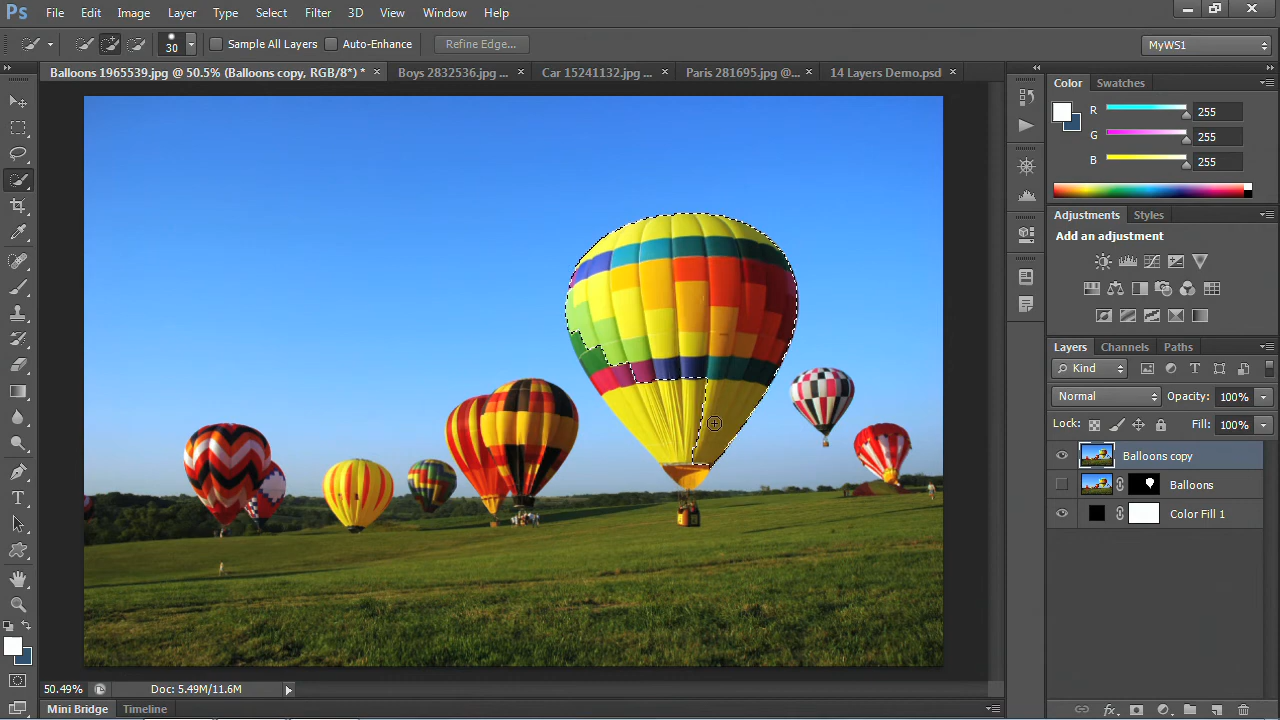 Ps File Edit Image Layer Type Select Filter 3D View Window Help
30 Sample All Layers Auto-Enhance Refine Edge... MyWS1
Balloons 1965539.jpg @ 50.5% (Balloons copy, RGB/8*) * × Boys 2832536.jpg ... × Car 15241132.jpg ... × Paris 281695.jpg @... × 14 Layers Demo.psd ×
Color Swatches
R 255
G 255
B 255
Adjustments Styles
Add an adjustment
Layers Channels Paths
Kind
Normal Opacity: 100%
Lock: Fill: 100%
Balloons copy
Balloons
Color Fill 1
50.49% Doc: 5.49M/11.6M
Mini Bridge Timeline